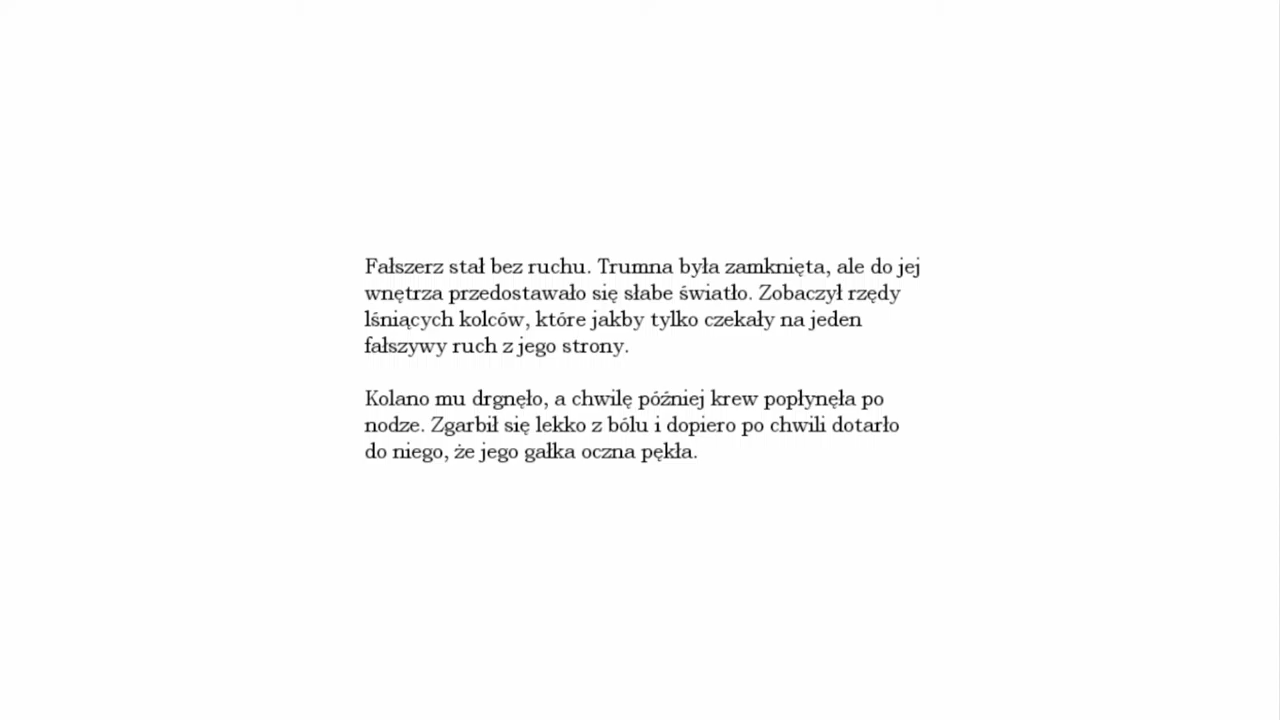 Fałszerz stał bez ruchu. Trumna była zamknięta, ale do jej
wnętrza przedostawało się słabe światło. Zobaczył rzędy
lśniących kolców, które jakby tylko czekały na jeden
fałszywy ruch z jego strony.
Kolano mu drgnęło, a chwilę później krew popłynęła po
nodze. Zgarbił się lekko z bólu i dopiero po chwili dotarło
do niego, że jego gałka oczna pękła.